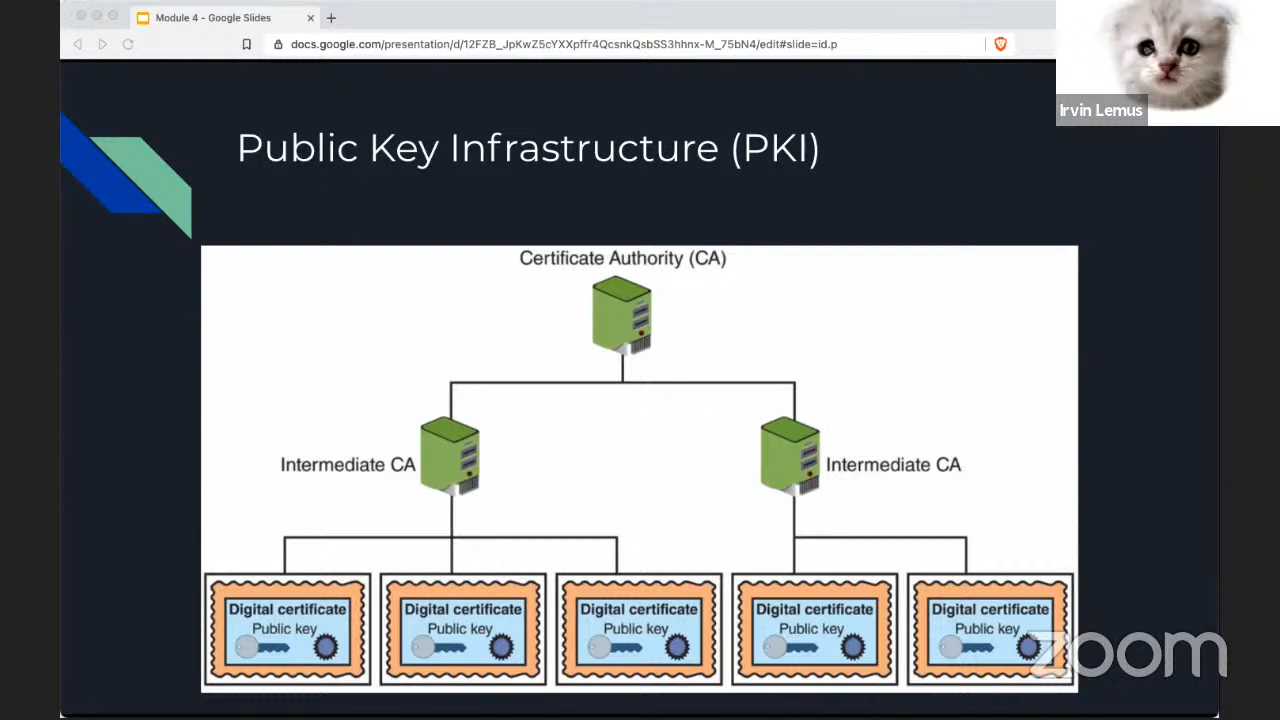 Module 4 - Google Slides
docs.google.com/presentation/d/12FZB_JpKwZ5cYXXpffr4QcsnkQsbSS3hhnx-M_75bN4/edit#slide=id.p
Irvin Lemus
Public Key Infrastructure (PKI)
Certificate Authority (CA)
Intermediate CA
Intermediate CA
Digital certificate
Public key
Digital certificate
Public key
Digital certificate
Public key
Digital certificate
Public key
Digital certificate
Public key
zoom